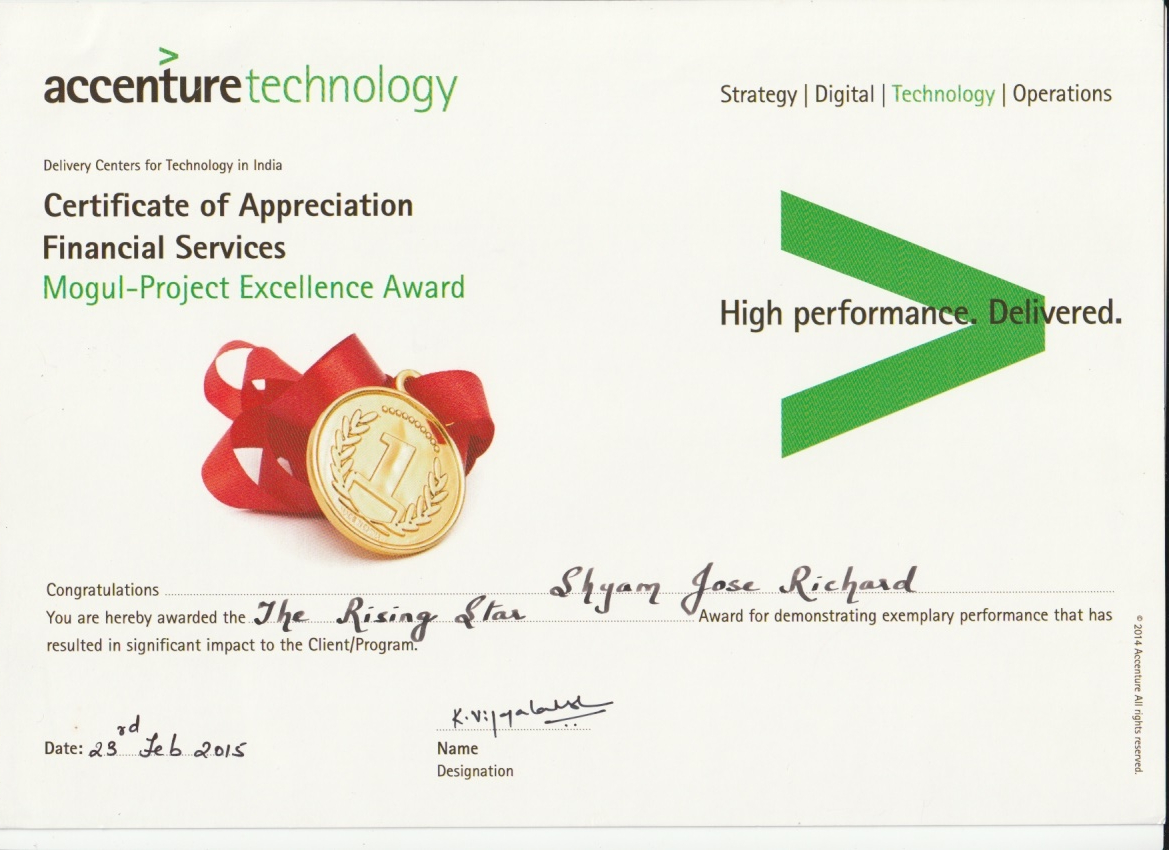 accenturetechnology
Strategy | Digital | Technology | Operations
Delivery Centers for Technology in India
Certificate of Appreciation
Financial Services
Mogul-Project Excellence Award
High performance. Delivered.
1
Congratulations Shyam Jose Richard
You are hereby awarded the The Rising Star Award for demonstrating exemplary performance that has
resulted in significant impact to the Client/Program.
Date: 23rd Feb 2015
Name
Designation
© 2014 Accenture All rights reserved.